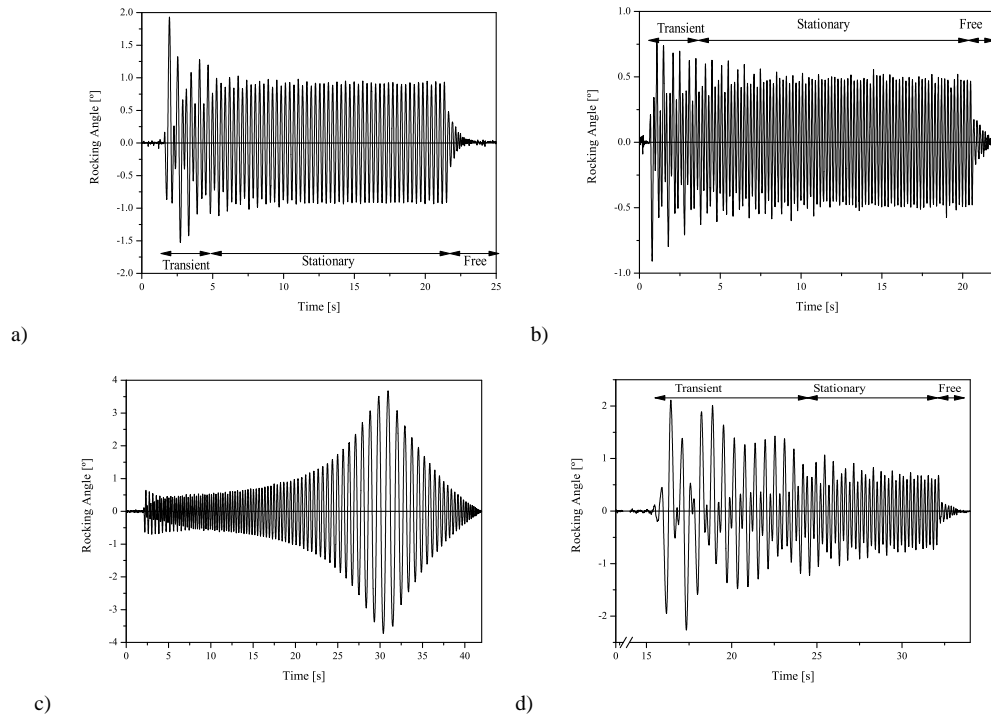 2.0
1.5
1.0
0.5
0.0
-0.5
-1.0
-1.5
-2.0
Rocking Angle [º]
Transient
Stationary
Free
0
5
10
15
20
25
Time [s]
a)
1.0
0.5
0.0
-0.5
-1.0
Rocking Angle [º]
Transient
Stationary
Free
0
5
10
15
20
Time [s]
b)
4
3
2
1
0
-1
-2
-3
-4
Rocking Angle [º]
0
5
10
15
20
25
30
35
40
Time [s]
c)
2
1
0
-1
-2
Rocking Angle [º]
Transient
Stationary
Free
0
15
20
25
30
Time [s]
d)